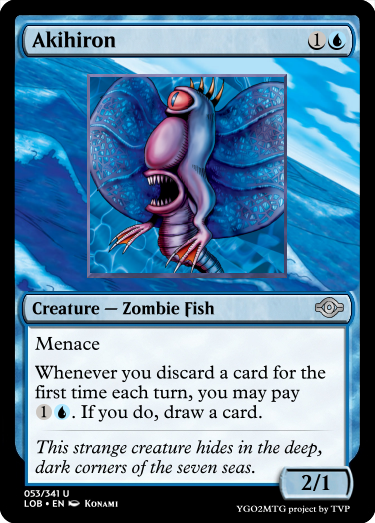 Akihiron 1
Creature — Zombie Fish
Menace
Whenever you discard a card for the
first time each turn, you may pay
1 . If you do, draw a card.
This strange creature hides in the deep,
dark corners of the seven seas.
2/1
053/341 U
LOB • EN Konami
YGO2MTG project by TVP